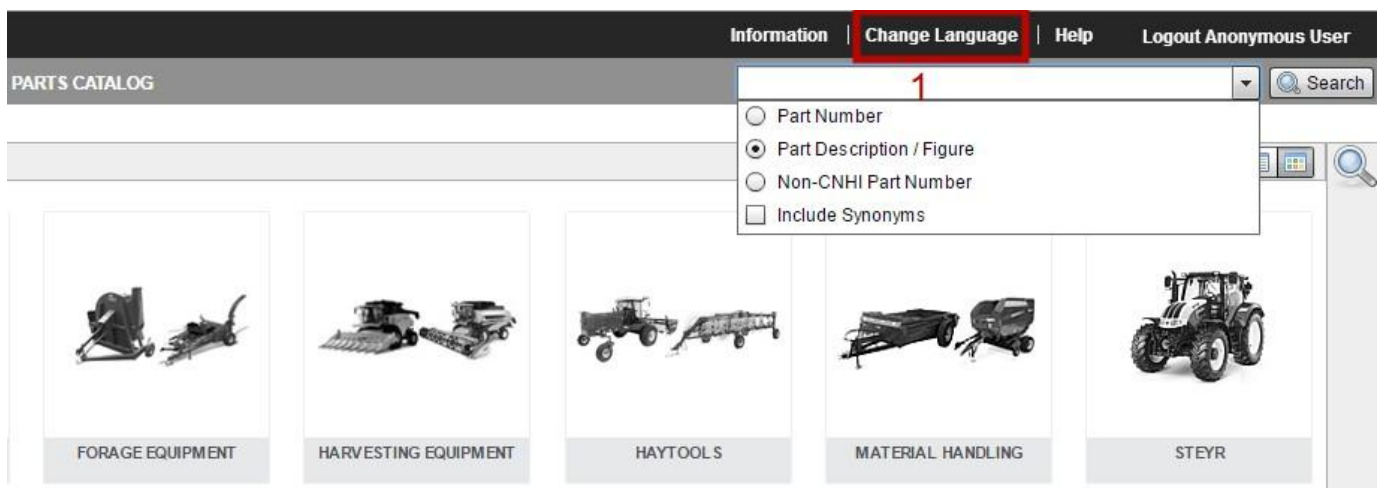 Information | Change Language | Help Logout Anonymous User
PARTS CATALOG
1
Search
Part Number
Part Description / Figure
Non-CNHI Part Number
Include Synonyms
FORAGE EQUIPMENT
HARVESTING EQUIPMENT
HAYTOOLS
MATERIAL HANDLING
STEYR